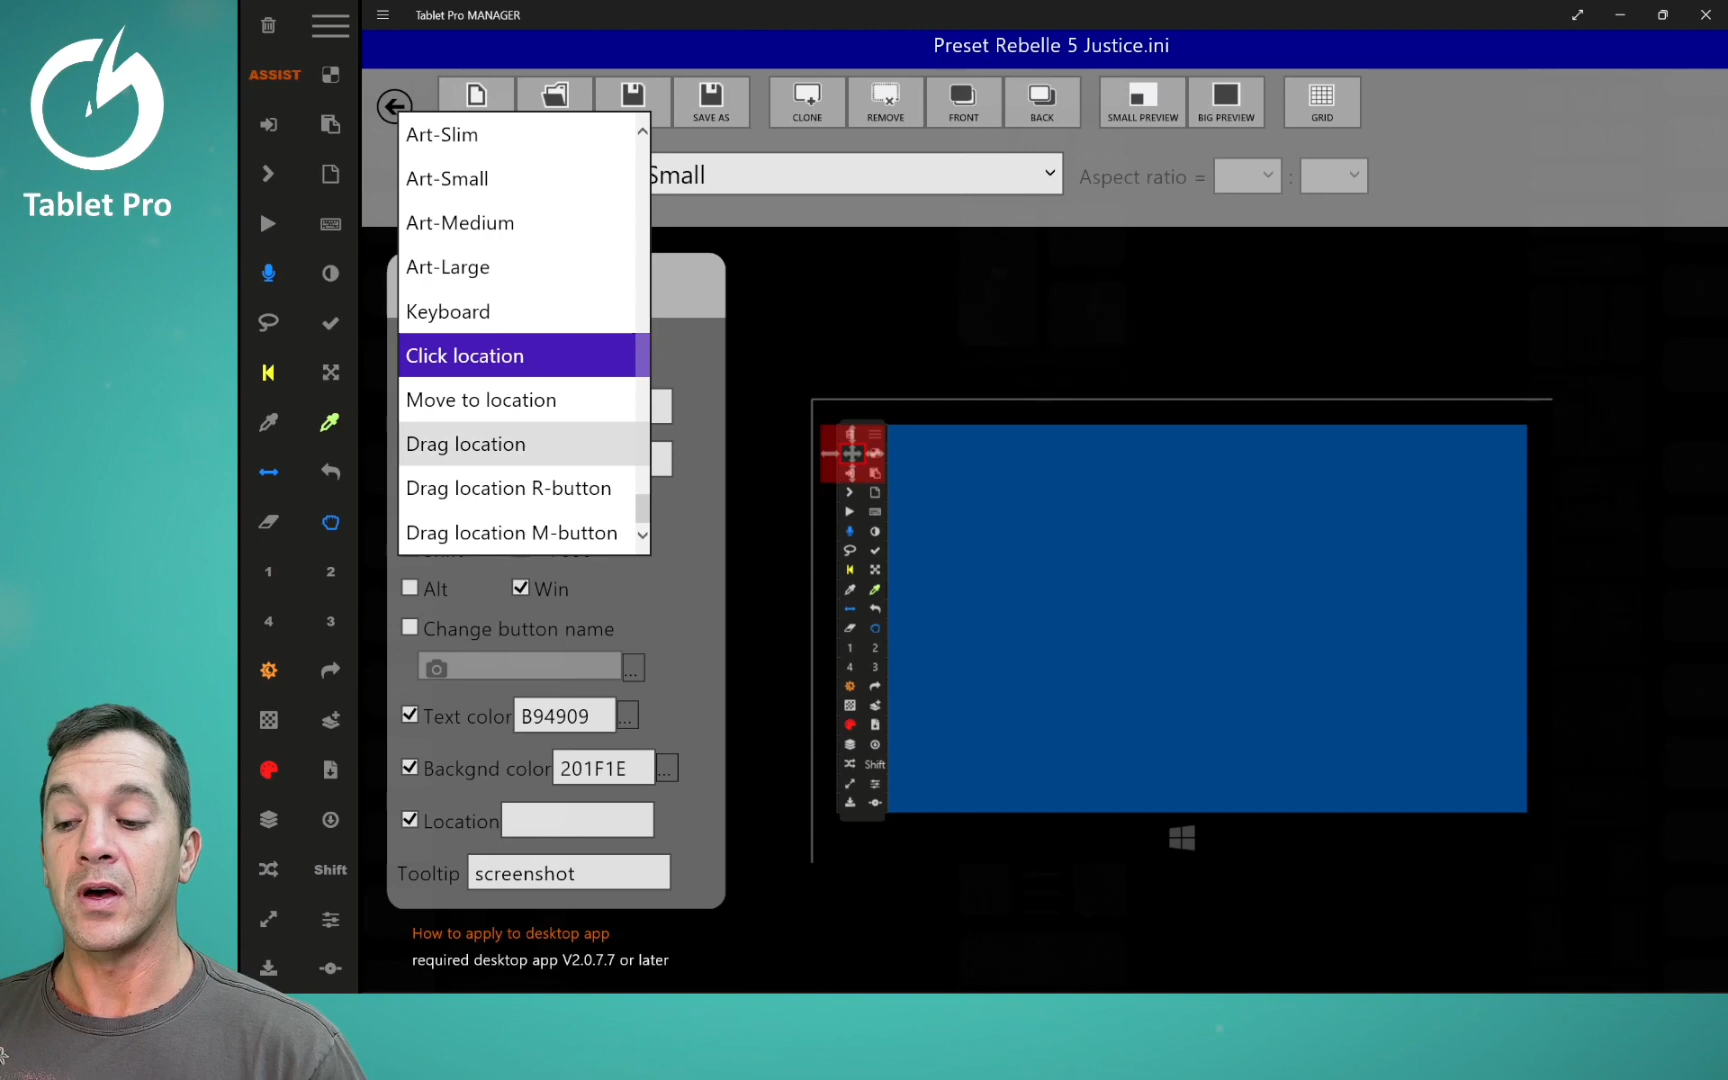 Tablet Pro MANAGER
Preset Rebelle 5 Justice.ini
Tablet Pro
ASSIST
SAVE AS
CLONE
REMOVE
FRONT
BACK
SMALL PREVIEW
BIG PREVIEW
GRID
Small
Aspect ratio = :
Art-Slim
Art-Small
Art-Medium
Art-Large
Keyboard
Click location
Move to location
Drag location
Drag location R-button
Drag location M-button
Alt Win
Change button name
Text color B94909 ...
Backgnd color 201F1E ...
Location
Tooltip screenshot
How to apply to desktop app
required desktop app V2.0.7.7 or later
1 2
4 3
Shift
1 2
4 3
Shift